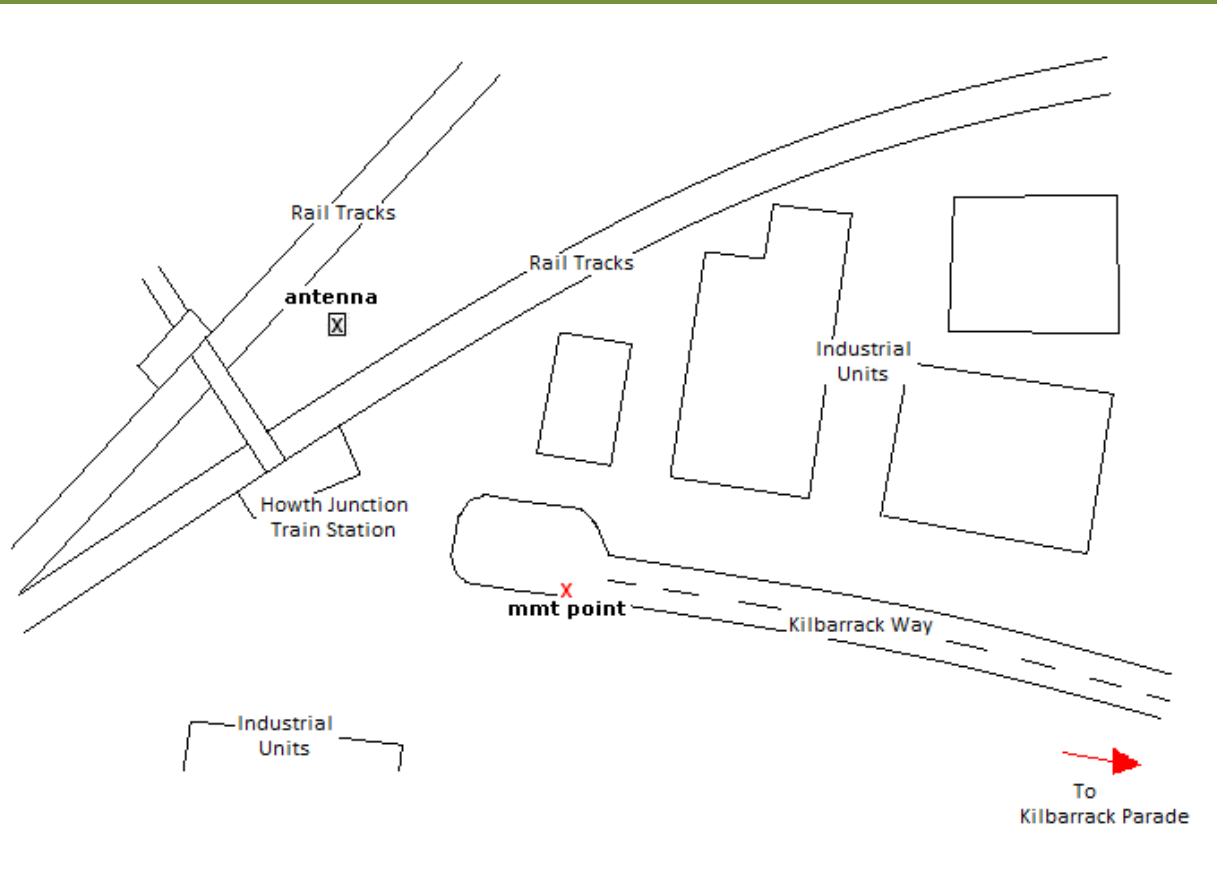 Rail Tracks
Rail Tracks
antenna
X
Industrial
Units
Howth Junction
Train Station
X
mmt point
Kilbarrack Way
Industrial
Units
To
Kilbarrack Parade